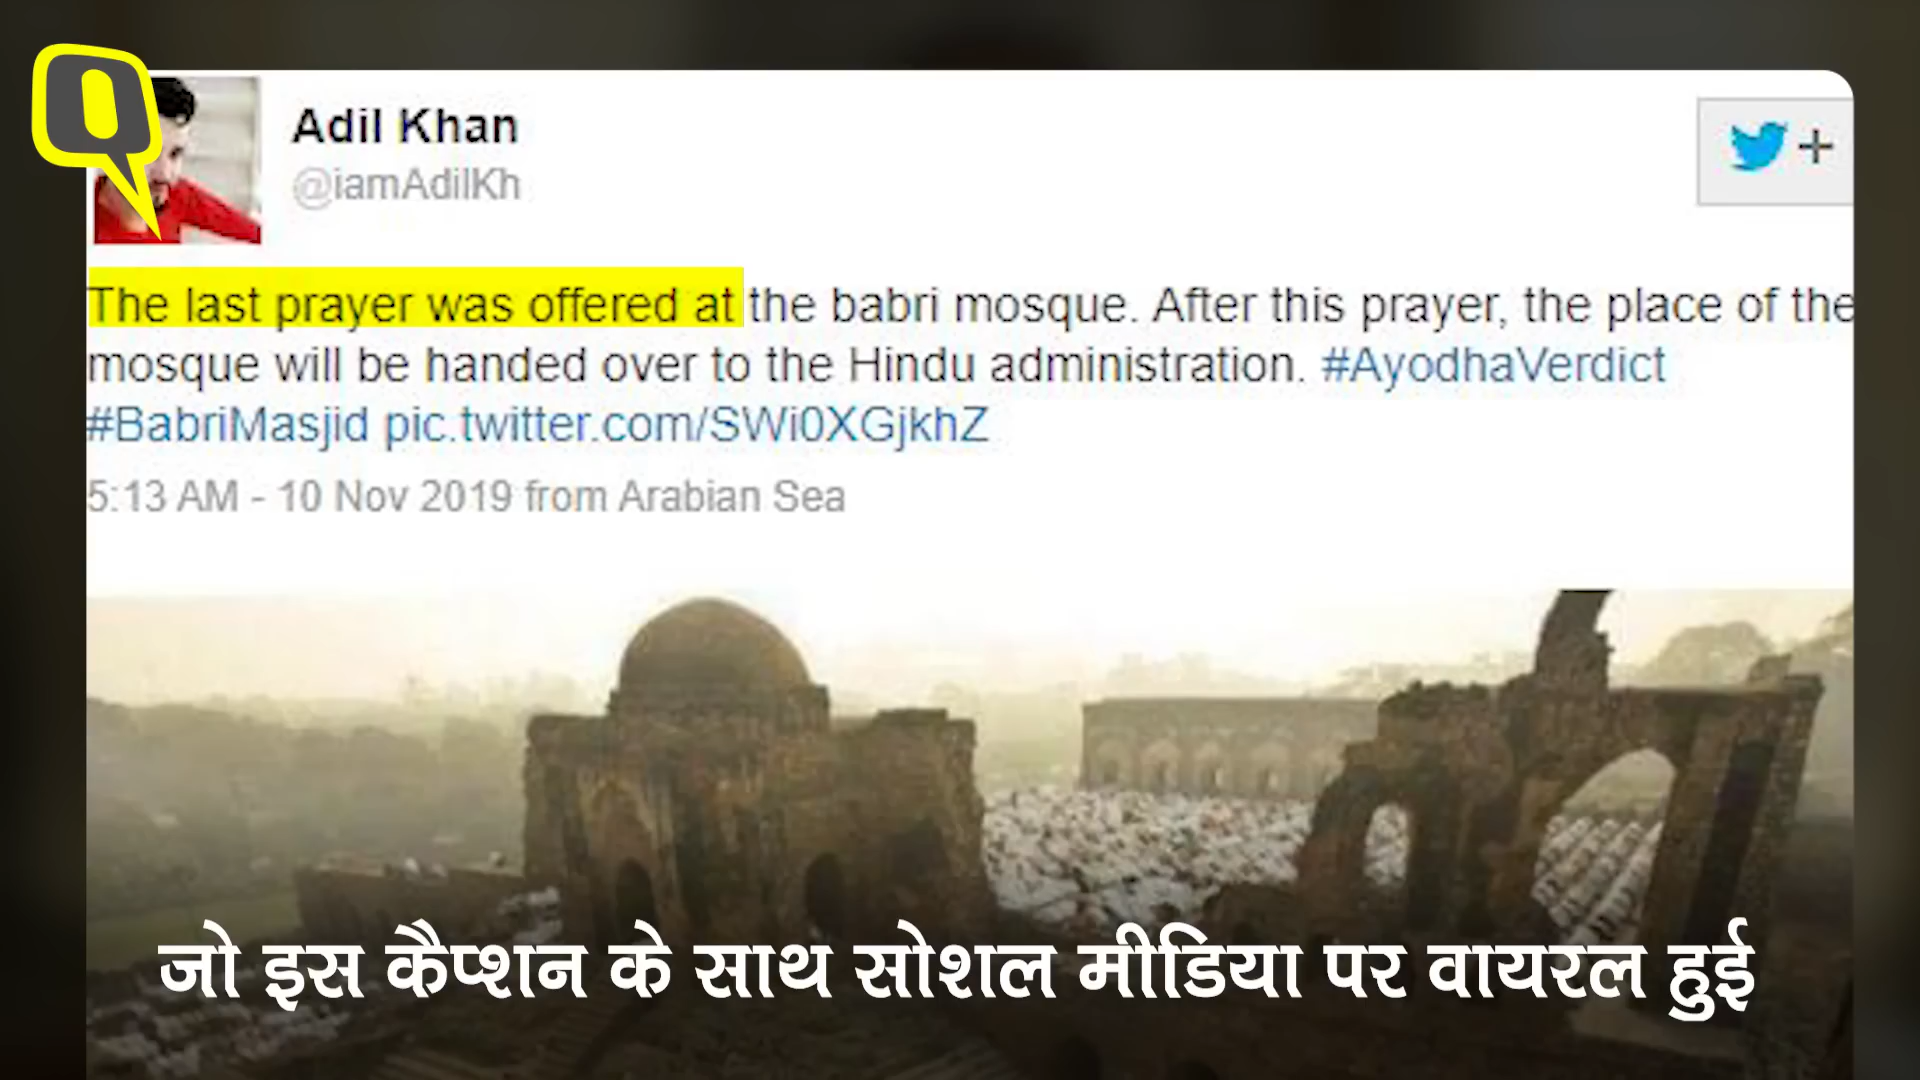 Adil Khan
@iamAdilKh
The last prayer was offered at the babri mosque. After this prayer, the place of the
mosque will be handed over to the Hindu administration. #AyodhaVerdict
#BabriMasjid pic.twitter.com/SWi0XGjkhZ
5:13 AM - 10 Nov 2019 from Arabian Sea
जो इस कैप्शन के साथ सोशल मीडिया पर वायरल हुई